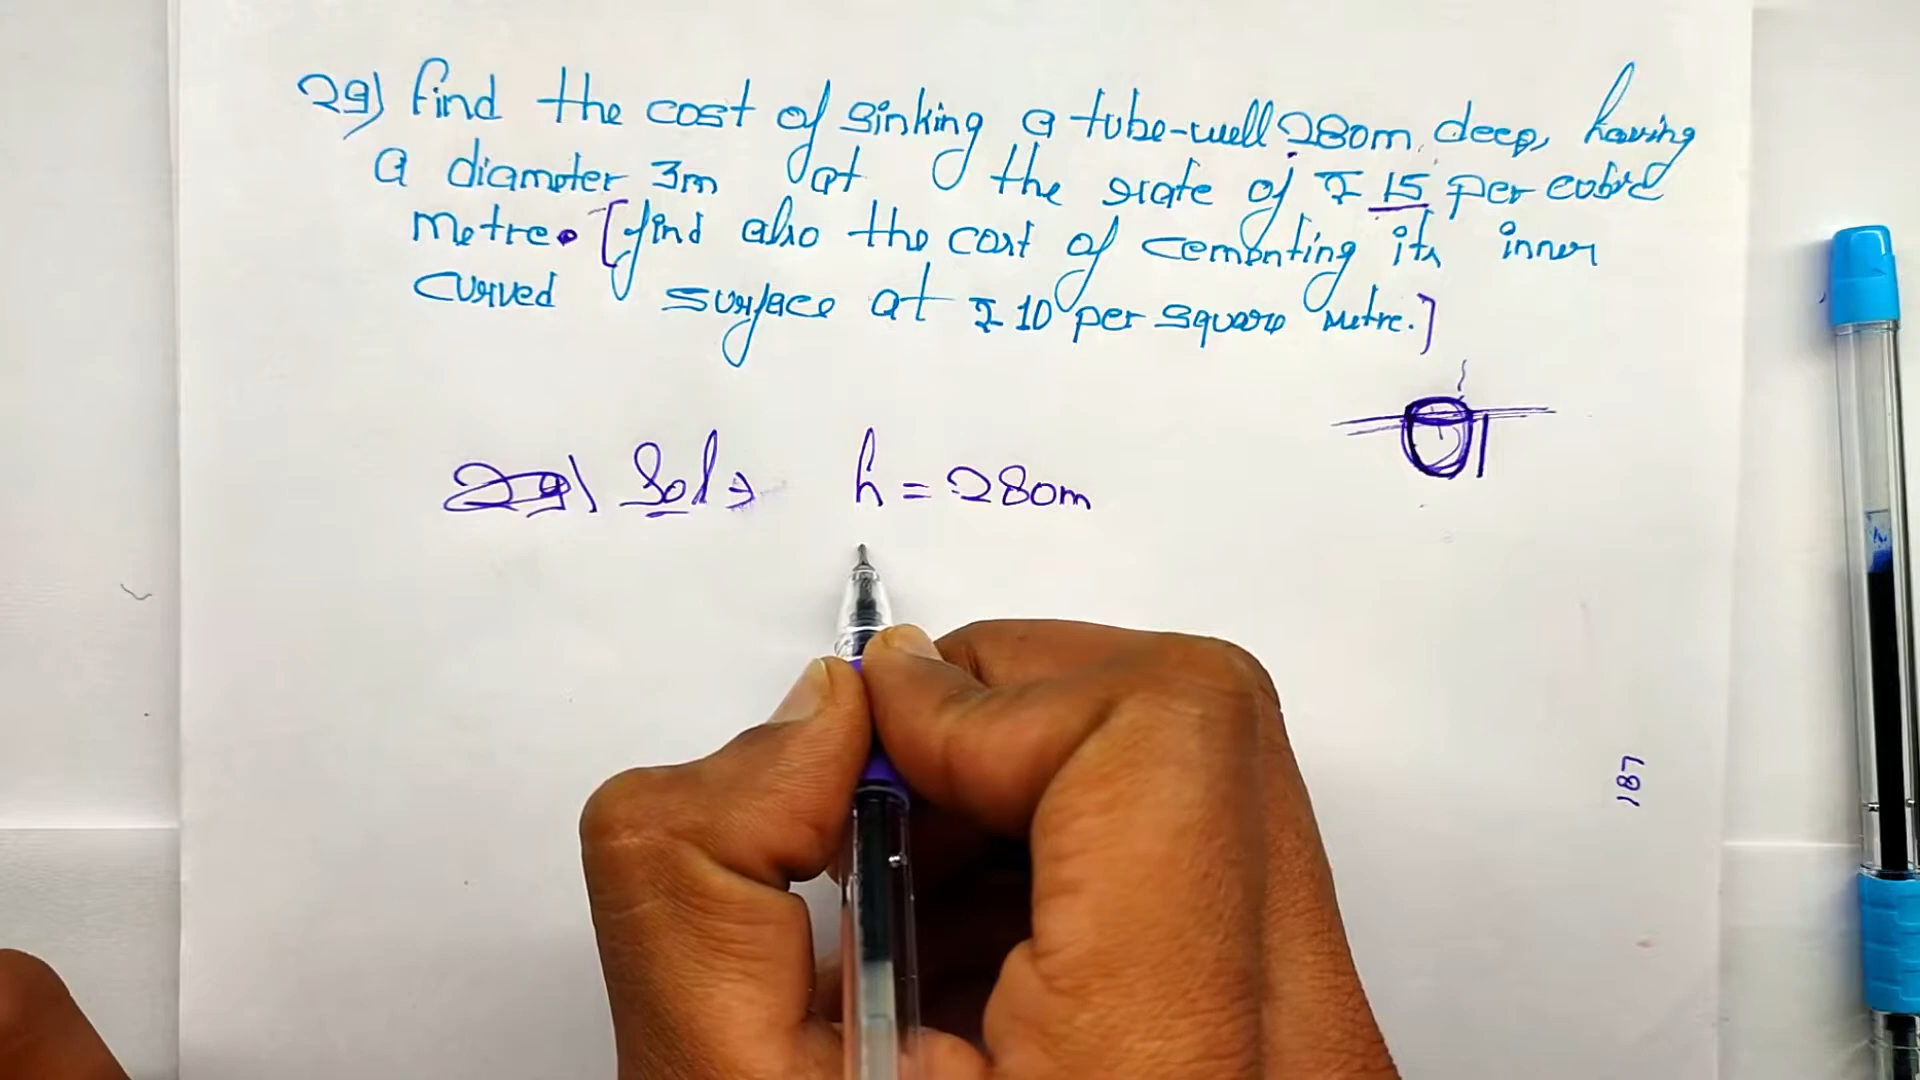 29) Find the cost of sinking a tube-well 280m deep, having
a diameter 3m at the rate of ₹ 15 per cubic
metre. [find also the cost of cementing its inner
curved surface at ₹ 10 per square metre.]
29) Sol → h = 280m
187